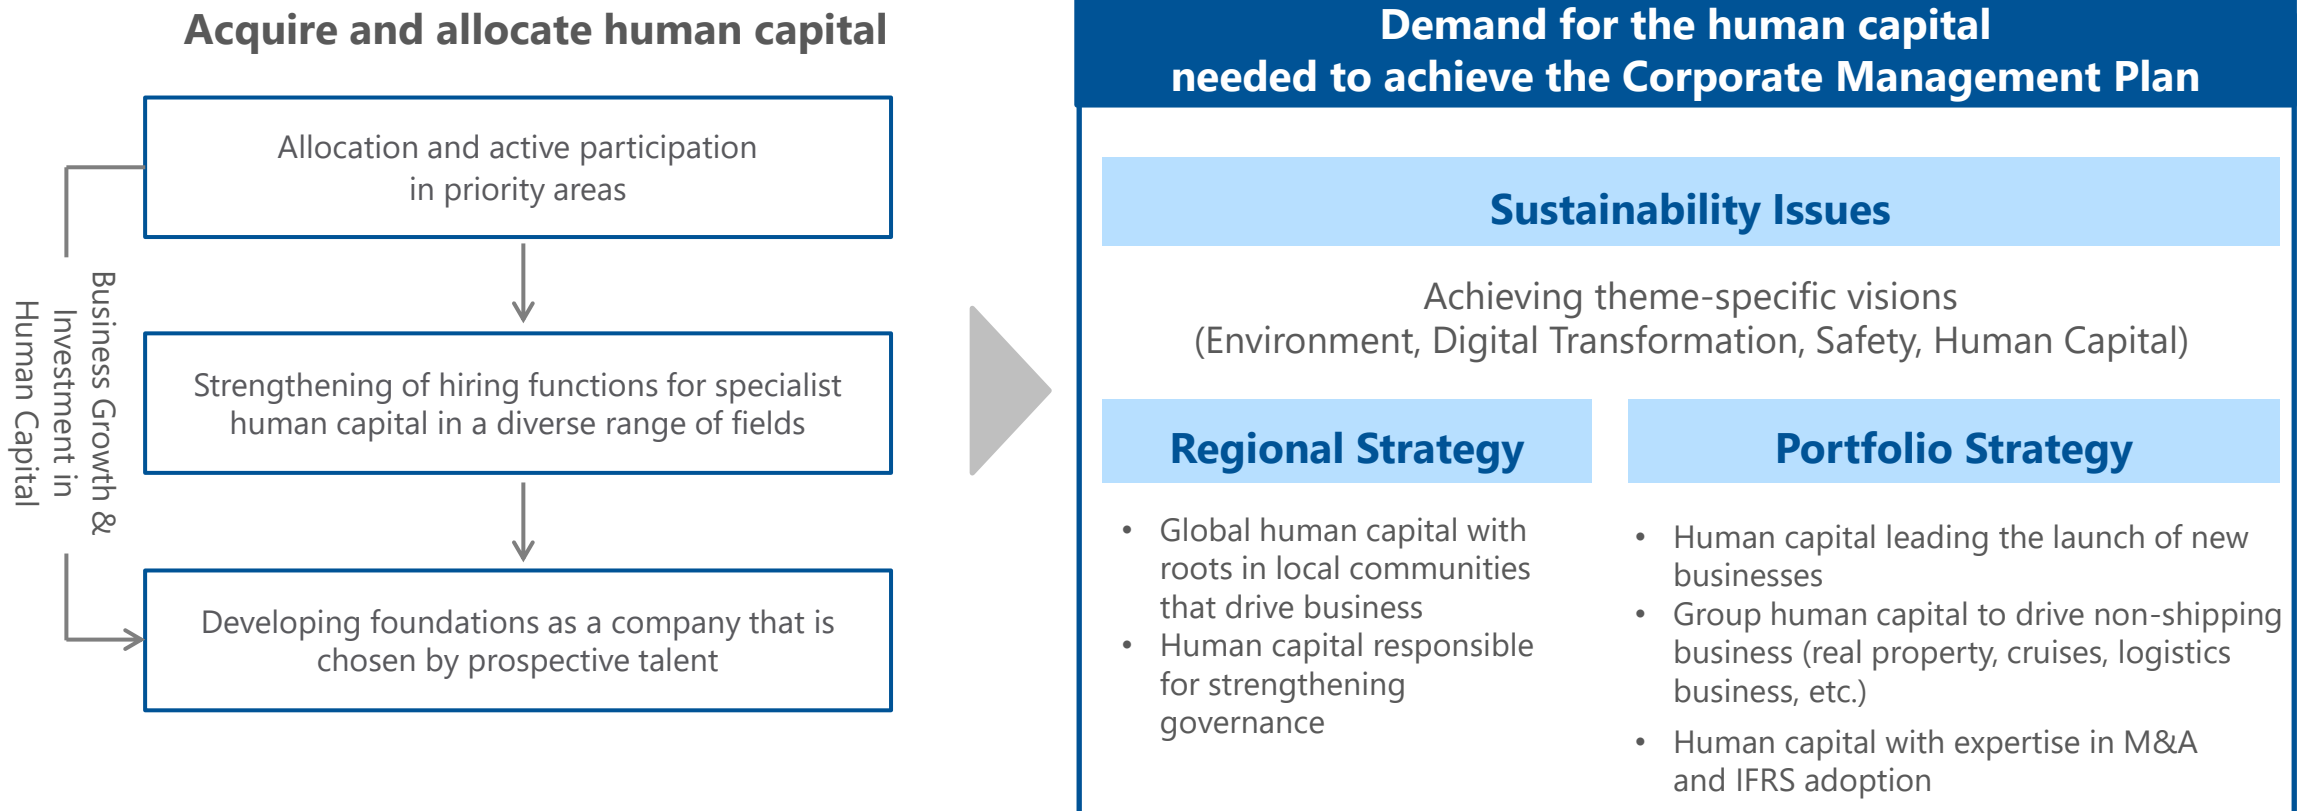 Acquire and allocate human capital
Allocation and active participation
in priority areas
Business Growth &
Investment in
Human Capital
Strengthening of hiring functions for specialist
human capital in a diverse range of fields
Developing foundations as a company that is
chosen by prospective talent
Demand for the human capital
needed to achieve the Corporate Management Plan
Sustainability Issues
Achieving theme-specific visions
(Environment, Digital Transformation, Safety, Human Capital)
Regional Strategy
• Global human capital with
roots in local communities
that drive business
• Human capital responsible
for strengthening
governance
Portfolio Strategy
• Human capital leading the launch of new
businesses
• Group human capital to drive non-shipping
business (real property, cruises, logistics
business, etc.)
• Human capital with expertise in M&A
and IFRS adoption